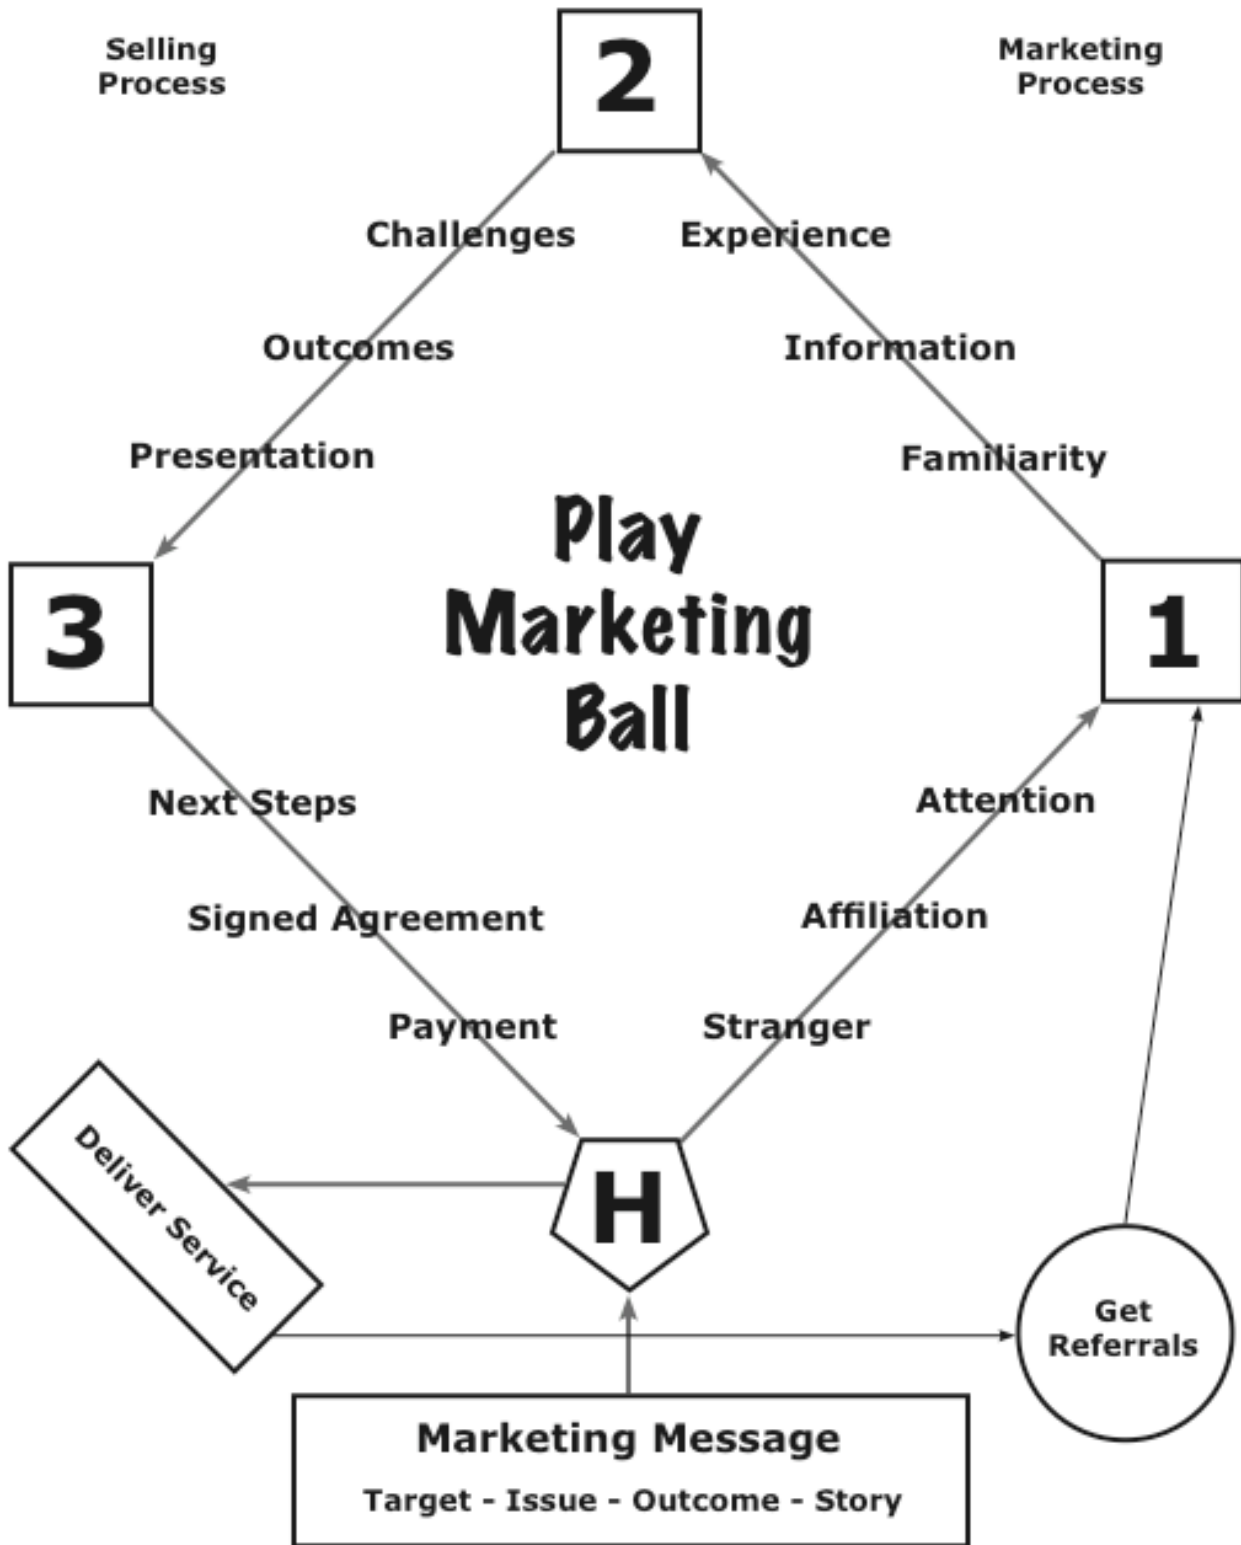 Selling
Process
2
Marketing
Process
Challenges
Experience
Outcomes
Information
Presentation
Familiarity
Play
Marketing
Ball
3
1
Next Steps
Attention
Signed Agreement
Affiliation
Payment
Stranger
Deliver Service
H
Get
Referrals
Marketing Message
Target - Issue - Outcome - Story